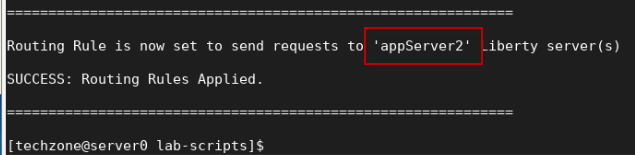 ============================================================
Routing Rule is now set to send requests to 'appServer2' Liberty server(s)
SUCCESS: Routing Rules Applied.
============================================================
[techzone@server0 lab-scripts]$